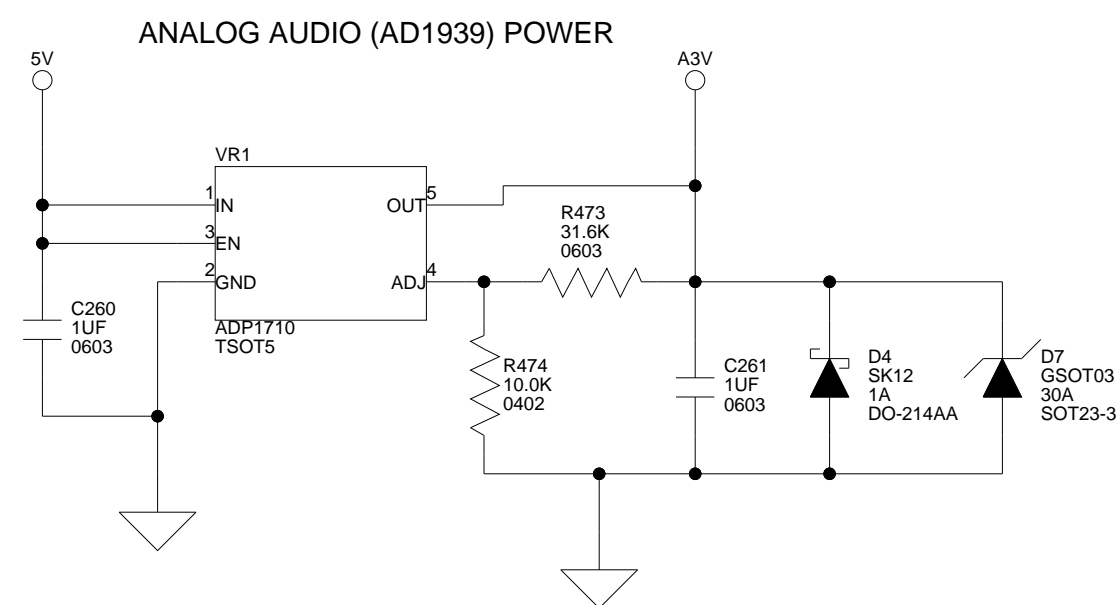 ANALOG AUDIO (AD1939) POWER
5V
A3V
VR1
1
IN
3
EN
2
GND
OUT
5
ADJ
4
ADP1710
TSOT5
R473
31.6K
0603
C260
1UF
0603
R474
10.0K
0402
C261
1UF
0603
D4
SK12
1A
DO-214AA
D7
GSOT03
30A
SOT23-3